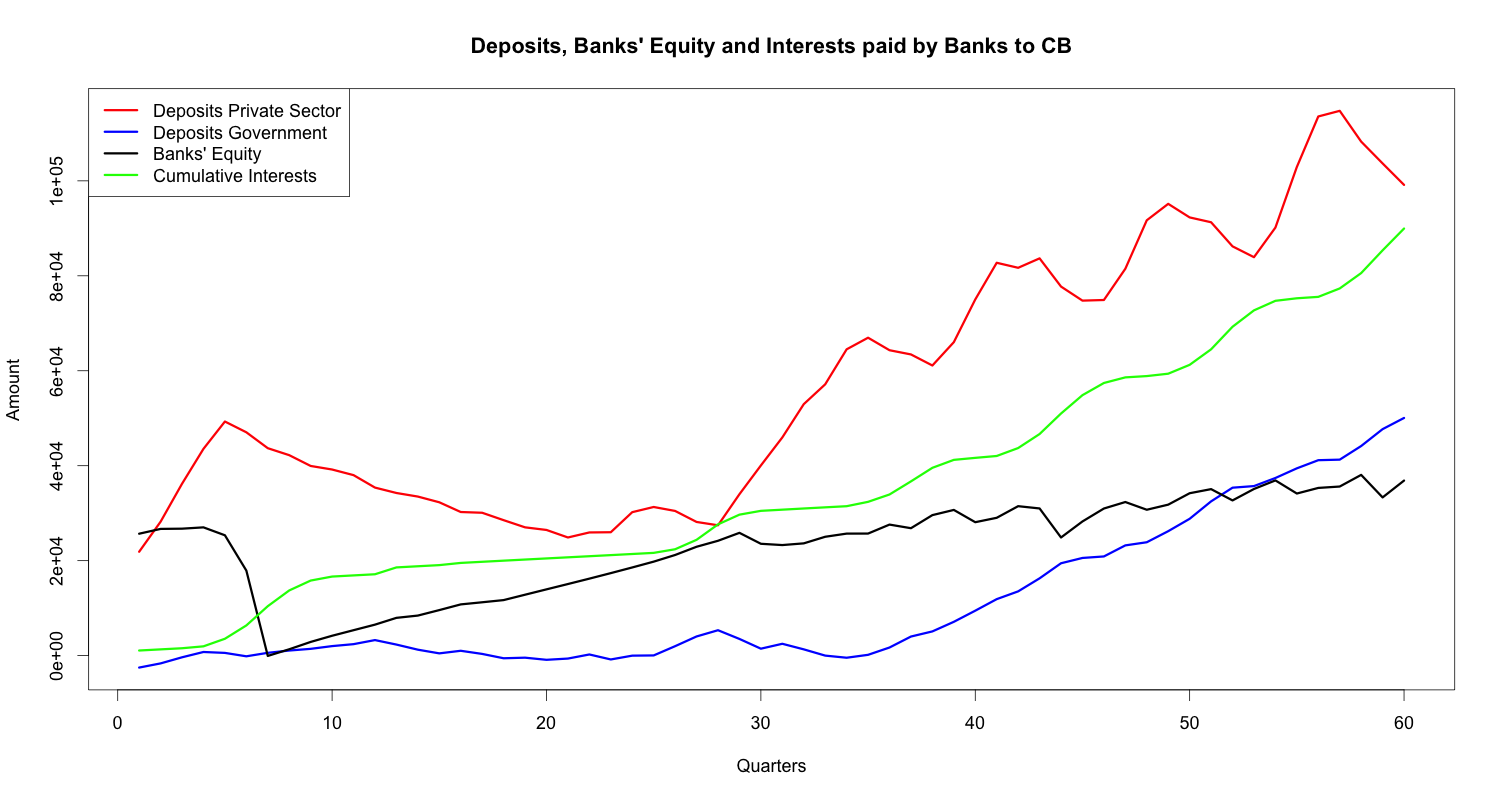 Deposits, Banks' Equity and Interests paid by Banks to CB
Deposits Private Sector
Deposits Government
Banks' Equity
Cumulative Interests
Amount
1e+05
8e+04
6e+04
4e+04
2e+04
0e+00
0 10 20 30 40 50 60
Quarters